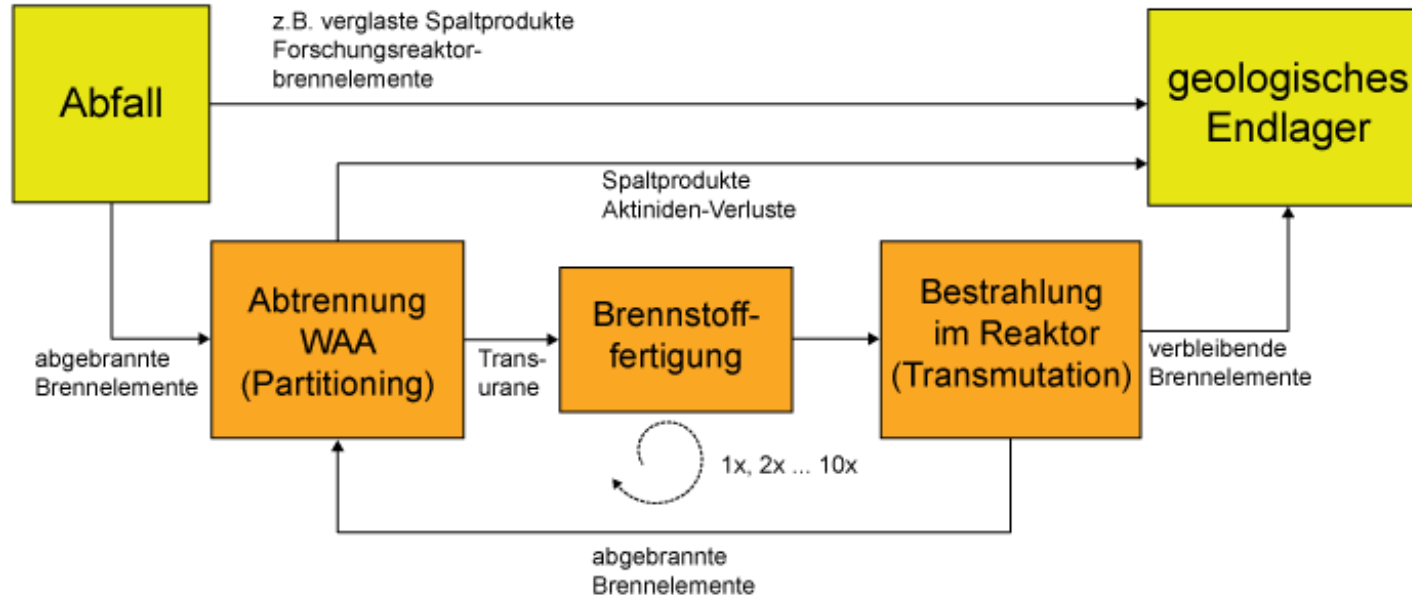 z.B. verglaste Spaltprodukte
Forschungsreaktor-
brennelemente
Abfall
geologisches
Endlager
Spaltprodukte
Aktiniden-Verluste
abgebrannte
Brennelemente
Abtrennung
WAA
(Partitioning)
Trans-
urane
Brennstoff-
fertigung
Bestrahlung
im Reaktor
(Transmutation)
verbleibende
Brennelemente
1x, 2x ... 10x
abgebrannte
Brennelemente